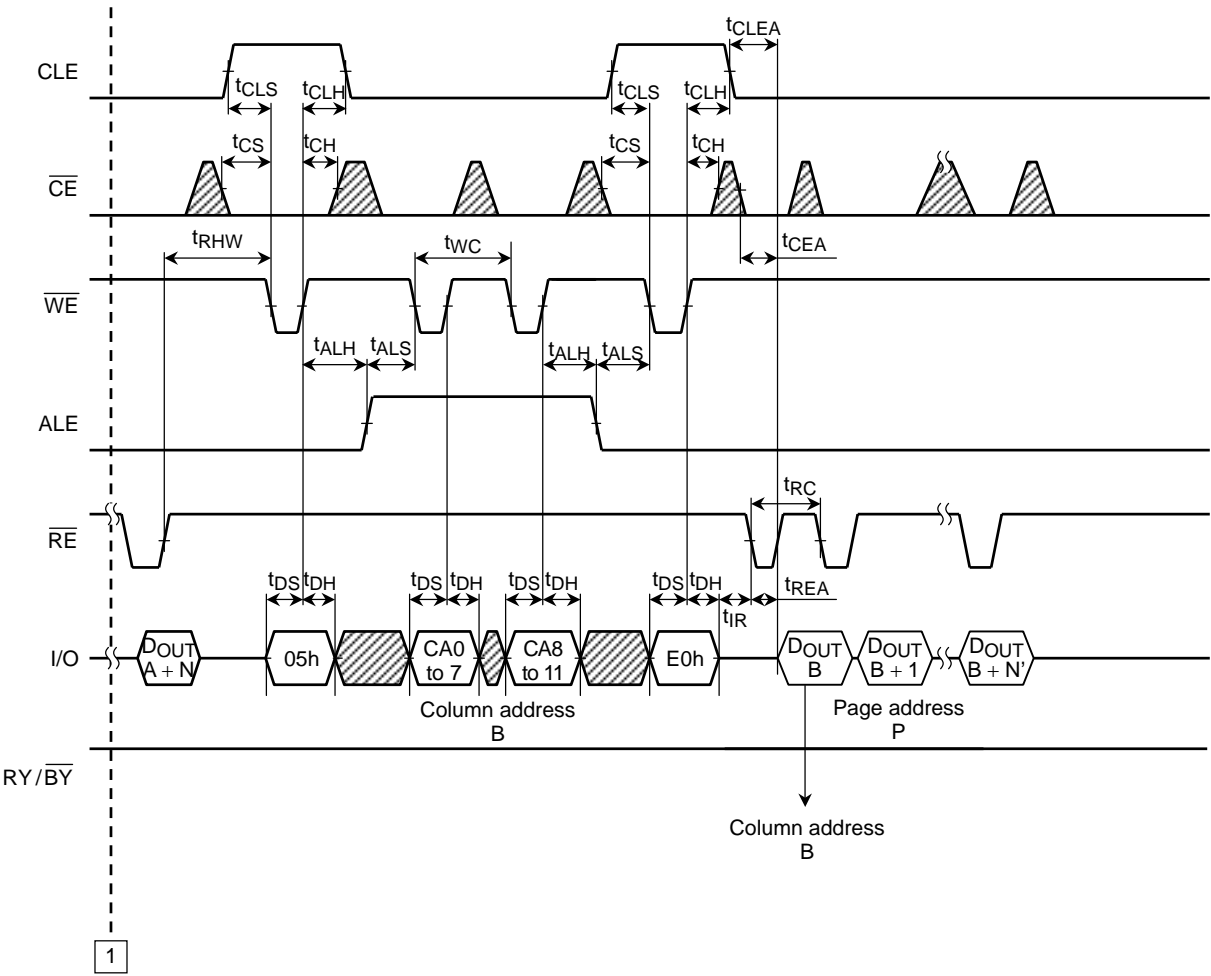 tCLEA
CLE
tCLS
tCLH
tCLS
tCLH
tCS
tCH
tCS
tCH
CE
tRHW
tWC
tCEA
WE
tALH
tALS
tALH
tALS
ALE
tRC
RE
tDS
tDH
tDS
tDH
tDS
tDH
tDS
tDH
tREA
tIR
I/O
DOUT
A + N
05h
CA0
to 7
CA8
to 11
E0h
DOUT
B
DOUT
B + 1
DOUT
B + N'
Column address
B
Page address
P
RY/BY
Column address
B
1